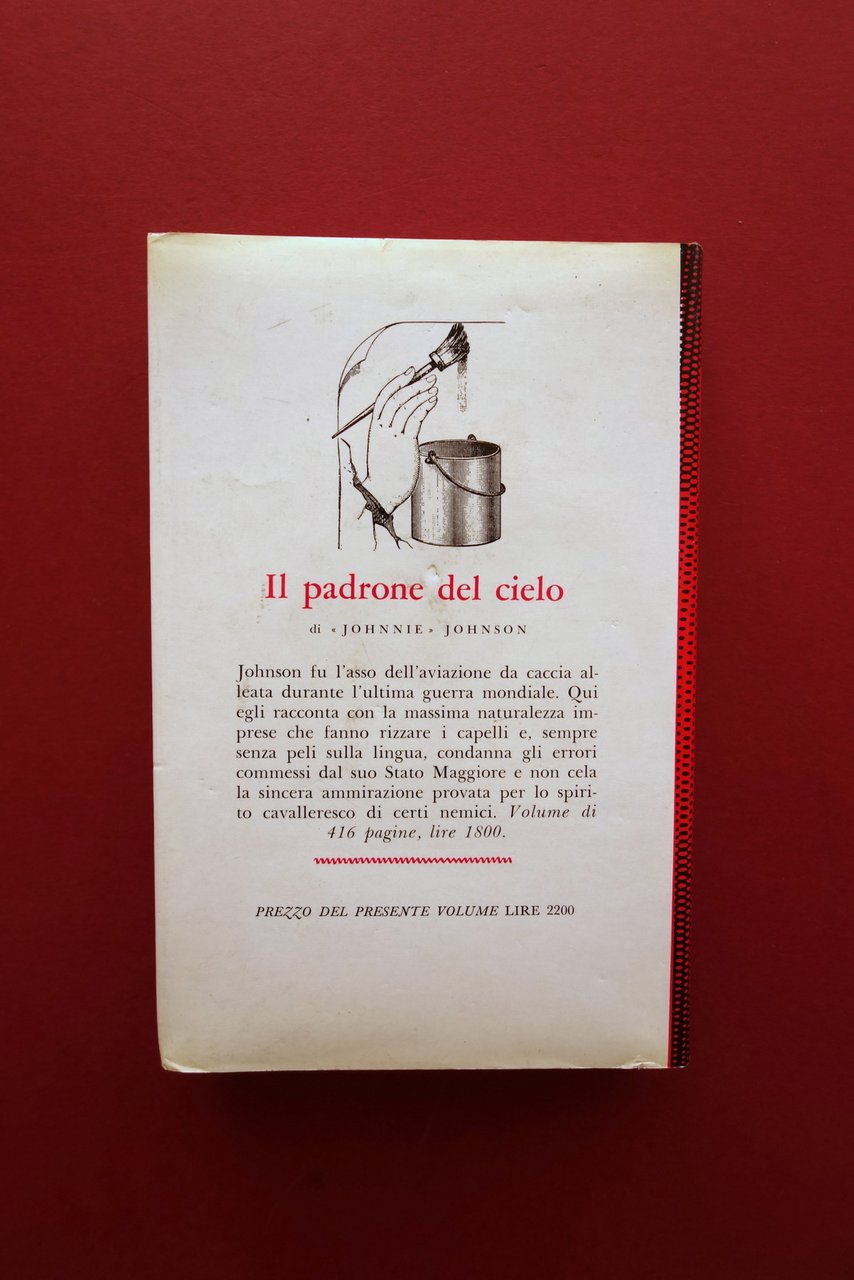 Il padrone del cielo
di « JOHNNIE » JOHNSON
Johnson fu l'asso dell'aviazione da caccia al-
leata durante l'ultima guerra mondiale. Qui
egli racconta con la massima naturalezza im-
prese che fanno rizzare i capelli e, sempre
senza peli sulla lingua, condanna gli errori
commessi dal suo Stato Maggiore e non cela
la sincera ammirazione provata per lo spiri-
to cavalleresco di certi nemici. Volume di
416 pagine, lire 1800.
PREZZO DEL PRESENTE VOLUME LIRE 2200